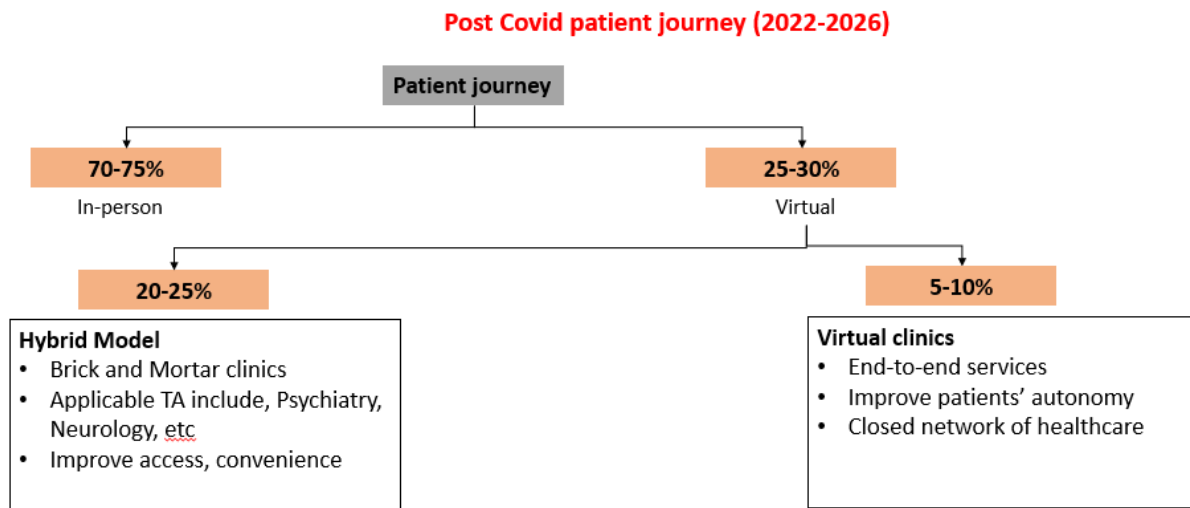 Post Covid patient journey (2022-2026)
Patient journey
70-75%
In-person
25-30%
Virtual
20-25%
Hybrid Model
• Brick and Mortar clinics
• Applicable TA include, Psychiatry,
Neurology, etc
• Improve access, convenience
5-10%
Virtual clinics
• End-to-end services
• Improve patients’ autonomy
• Closed network of healthcare